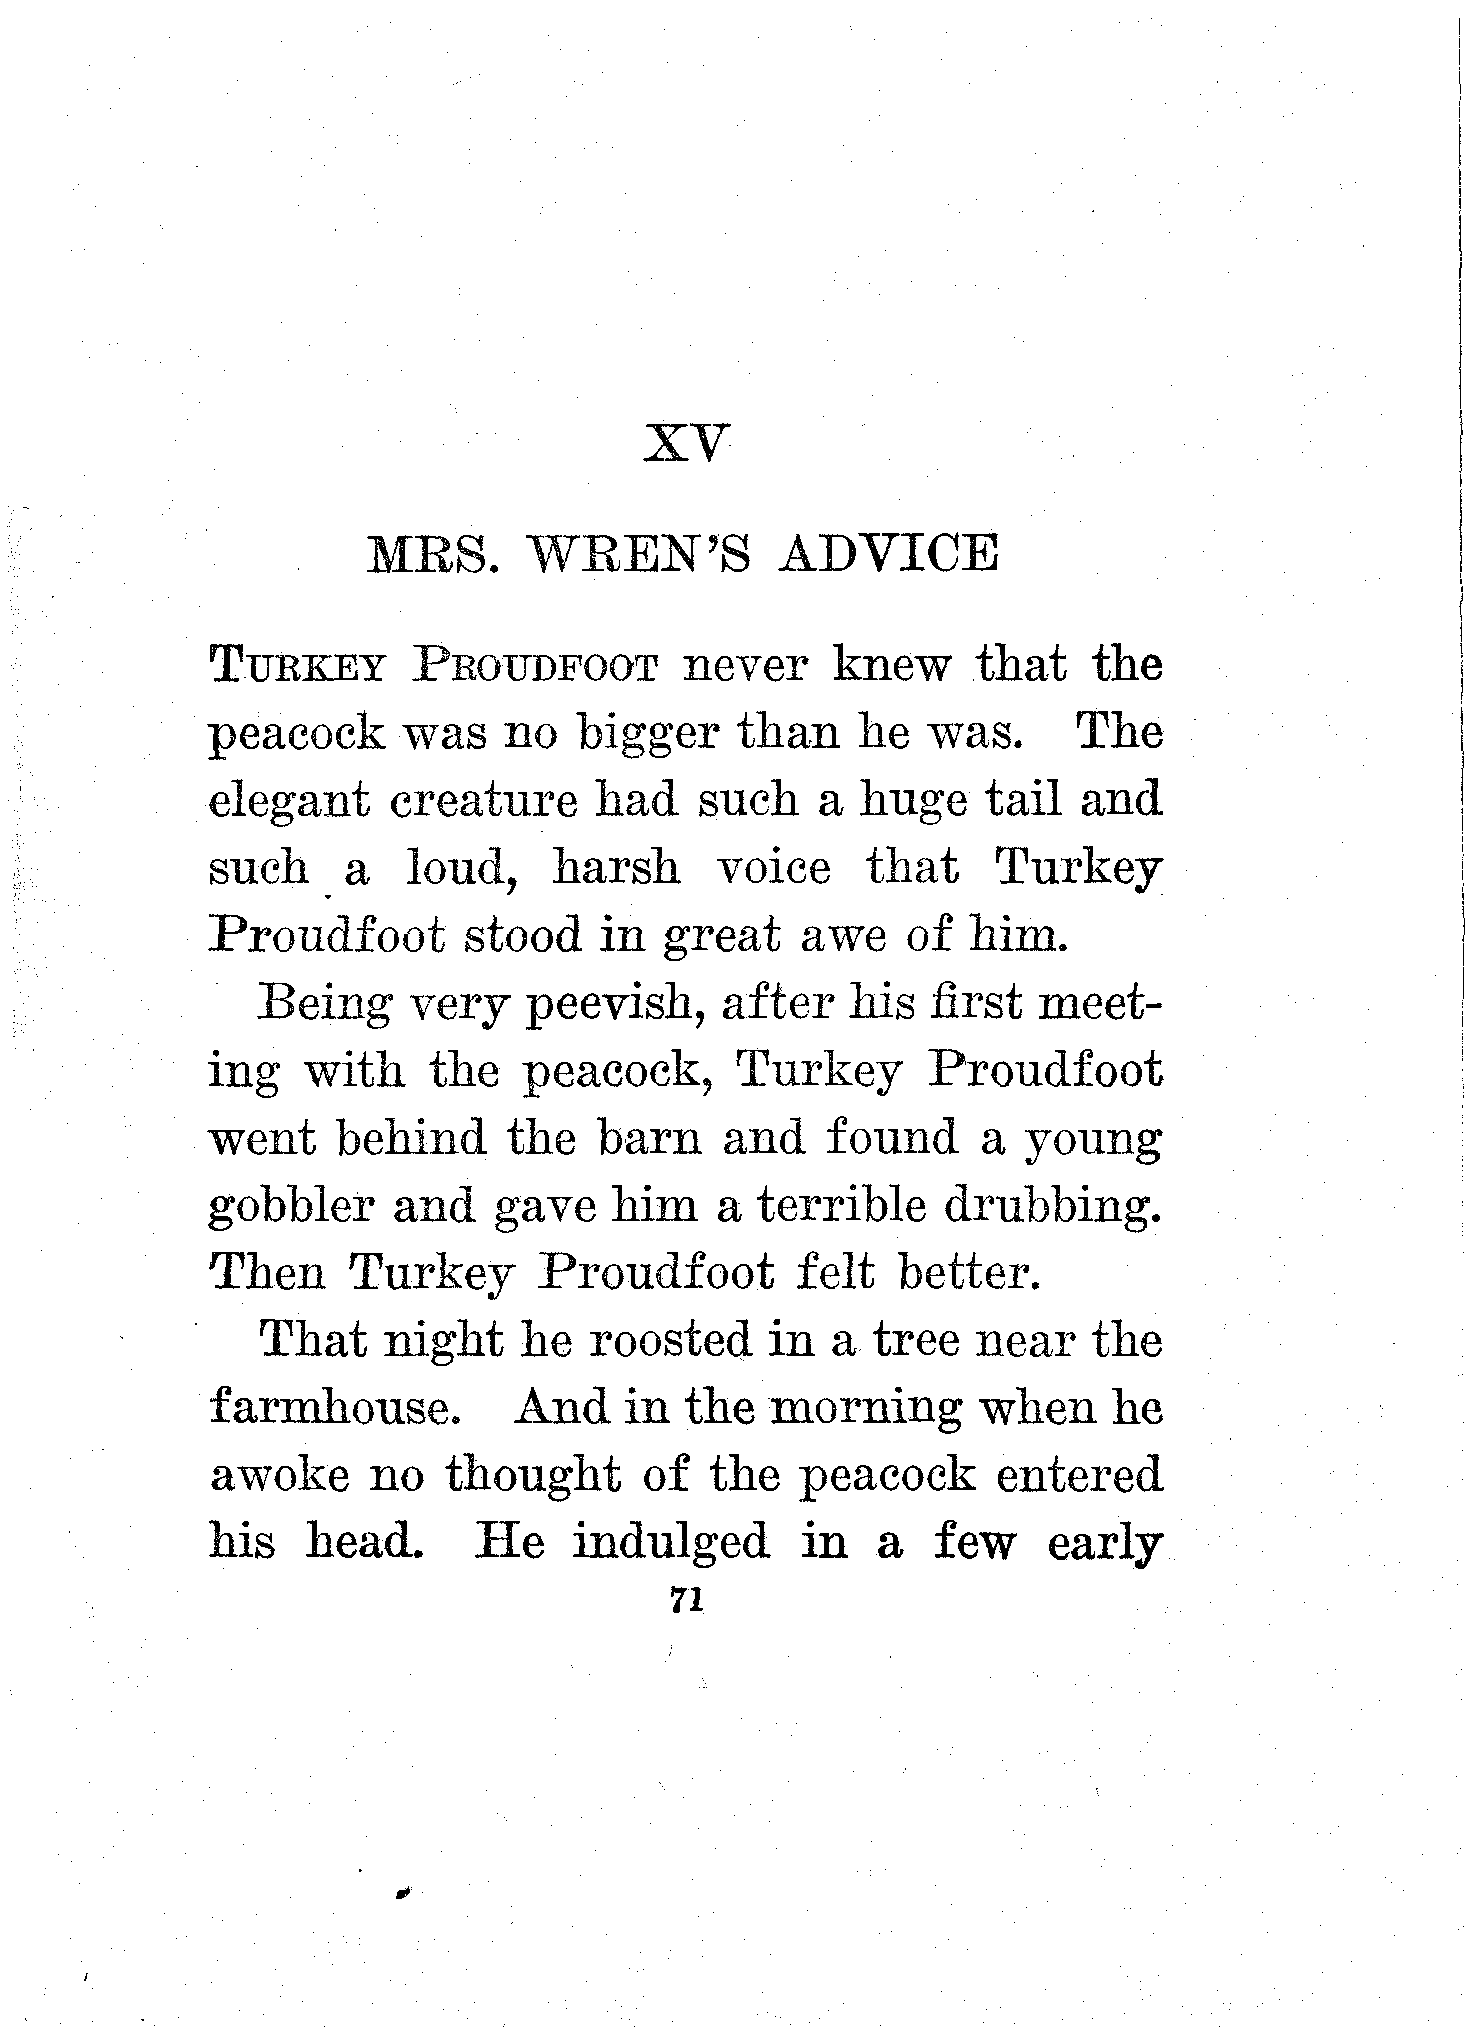 XV
MRS. WREN'S ADVICE
TURKEY PROUDFOOT never knew that the
peacock was no bigger than he was. The
elegant creature had such a huge tail and
such a loud, harsh voice that Turkey
Proudfoot stood in great awe of him.
Being very peevish, after his first meet-
ing with the peacock, Turkey Proudfoot
went behind the barn and found a young
gobbler and gave him a terrible drubbing.
Then Turkey Proudfoot felt better.
That night he roosted in a tree near the
farmhouse. And in the morning when he
awoke no thought of the peacock entered
his head. He indulged in a few early
71